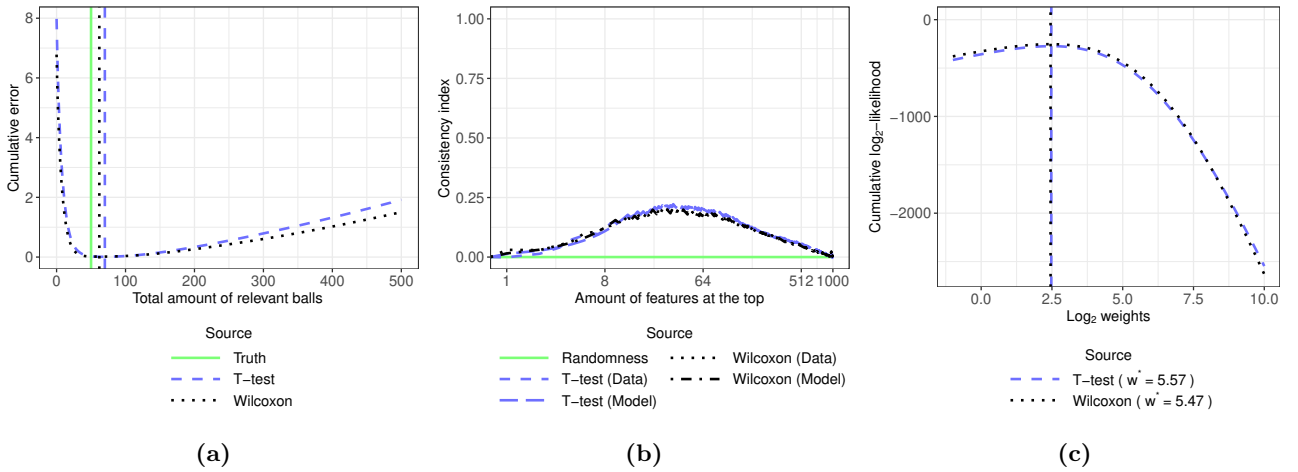 Cumulative error
8
6
4
2
0
0 100 200 300 400 500
Total amount of relevant balls
Source
Truth
T−test
Wilcoxon
(a)
Consistency index
1.00
0.75
0.50
0.25
0.00
1 8 64 512 1000
Amount of features at the top
Source
Randomness
T−test (Data)
T−test (Model)
Wilcoxon (Data)
Wilcoxon (Model)
(b)
Cumulative log₂−likelihood
0
−1000
−2000
0.0 2.5 5.0 7.5 10.0
Log₂ weights
Source
T−test ( w* = 5.57 )
Wilcoxon ( w* = 5.47 )
(c)